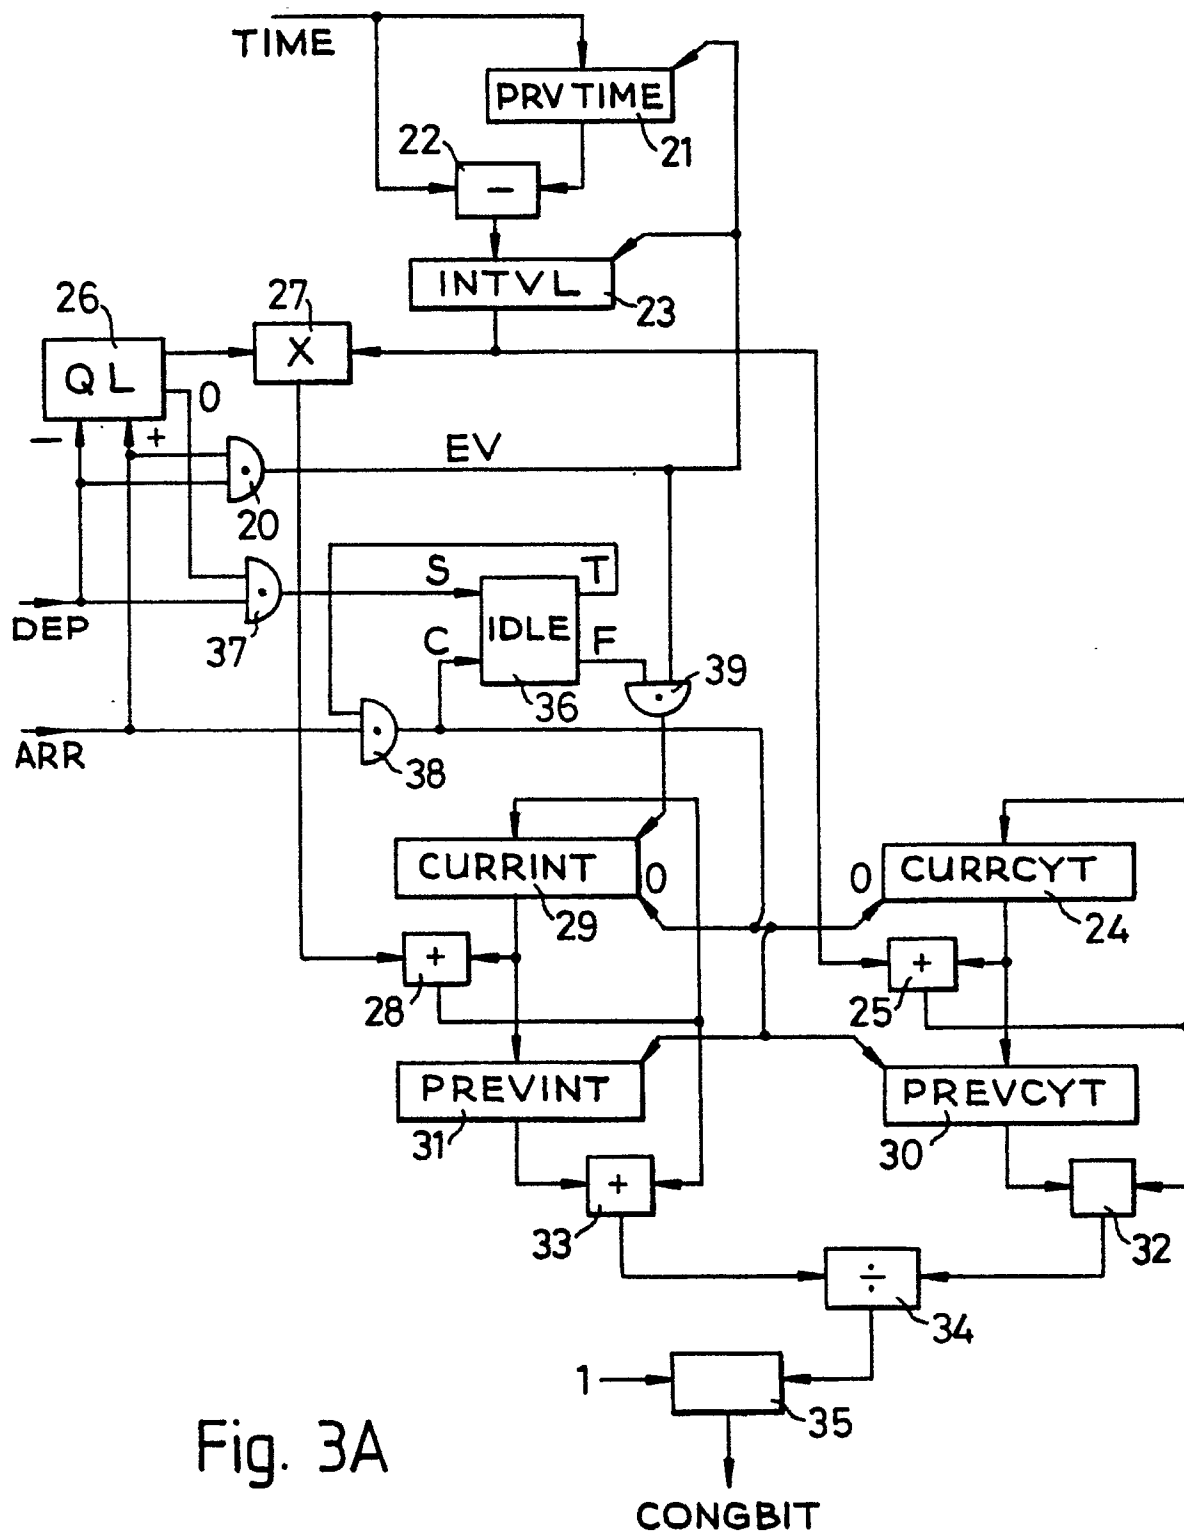 TIME
PRVTIME
21
22
−
INTVL
23
26
27
QL
X
0
− +
EV
20
S T
IDLE
DEP
37
C F
36
39
ARR
38
CURRINT
0
29
0
CURRCYT
24
+
28
+
25
PREVINT
31
PREVCYT
30
+
33
32
÷
34
1
35
Fig. 3A
CONGBIT